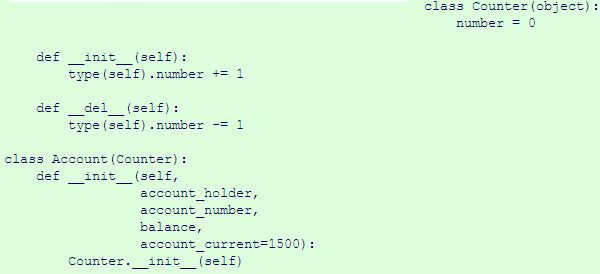 class Counter(object):
    number = 0

    def __init__(self):
        type(self).number += 1

    def __del__(self):
        type(self).number -= 1

class Account(Counter):
    def __init__(self,
                 account_holder,
                 account_number,
                 balance,
                 account_current=1500):
        Counter.__init__(self)